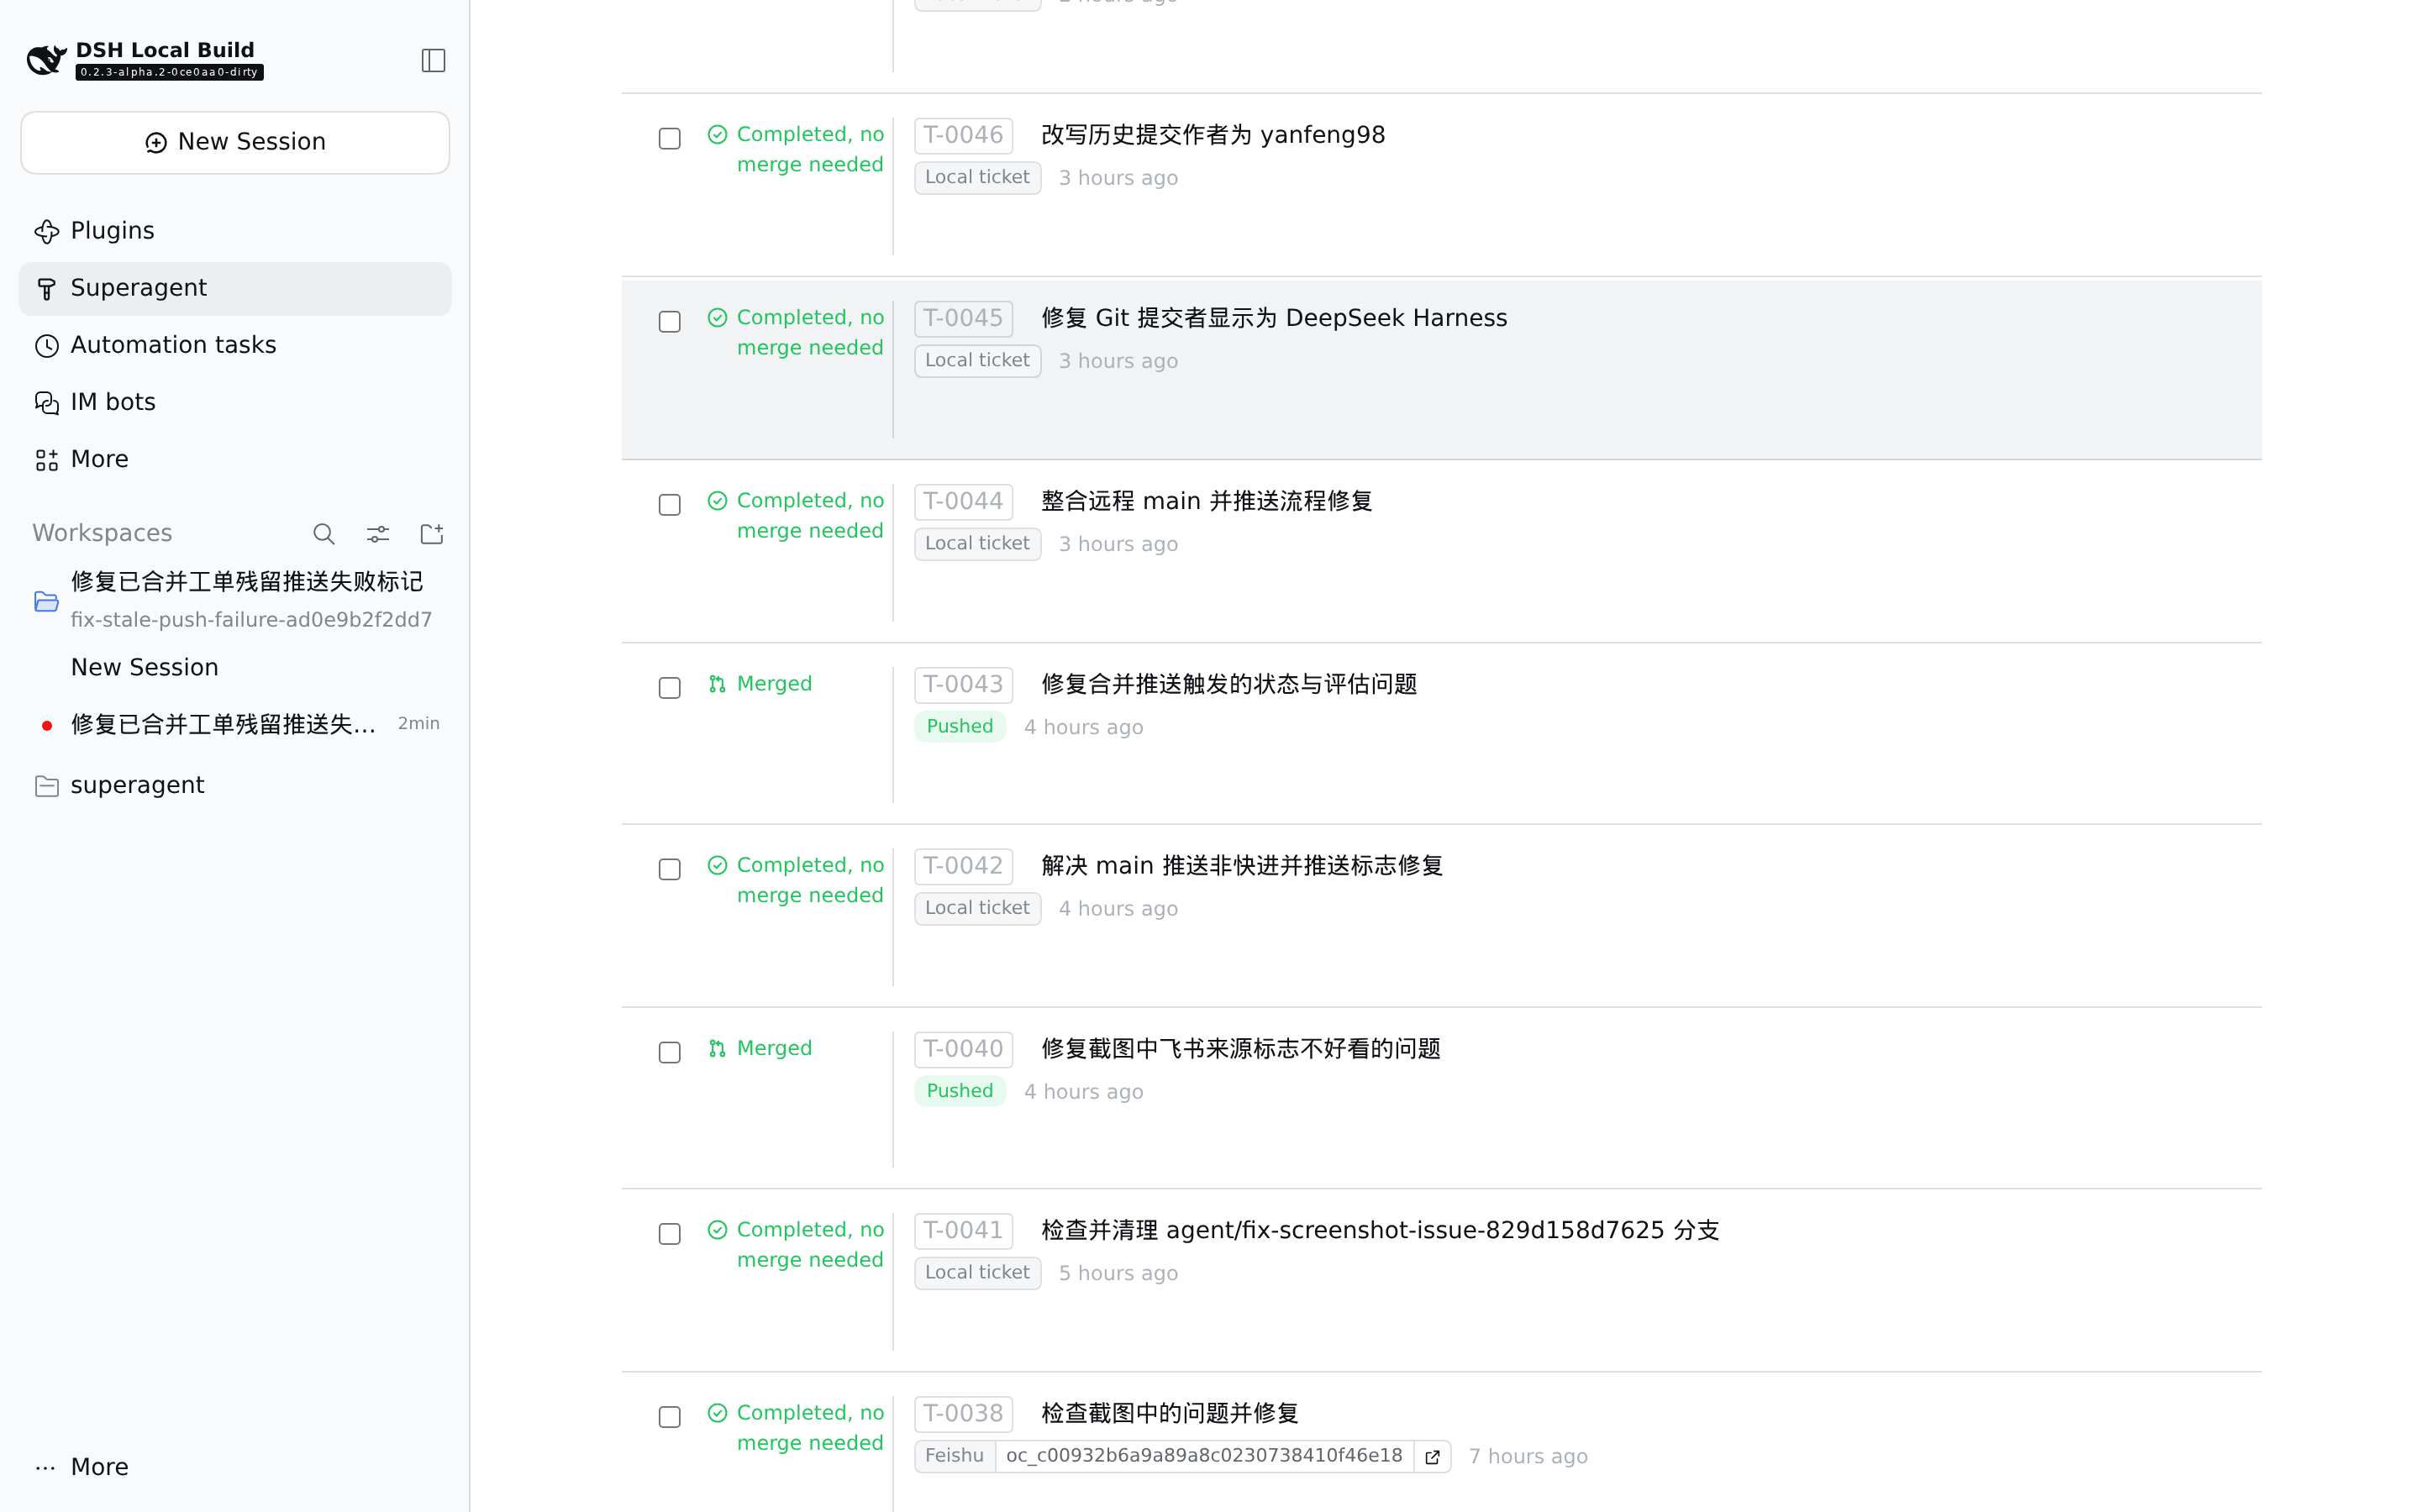 DSH Local Build
0.2.3-alpha.2-0ce0aa0-dirty
New Session
Plugins
Superagent
Automation tasks
IM bots
More
Workspaces
修复已合并工单残留推送失败标记
fix-stale-push-failure-ad0e9b2f2dd7
New Session
修复已合并工单残留推送失... 2min
superagent
More
Completed, no
merge needed
T-0046 改写历史提交作者为 yanfeng98
Local ticket 3 hours ago
Completed, no
merge needed
T-0045 修复 Git 提交者显示为 DeepSeek Harness
Local ticket 3 hours ago
Completed, no
merge needed
T-0044 整合远程 main 并推送流程修复
Local ticket 3 hours ago
Merged
T-0043 修复合并推送触发的状态与评估问题
Pushed 4 hours ago
Completed, no
merge needed
T-0042 解决 main 推送非快进并推送标志修复
Local ticket 4 hours ago
Merged
T-0040 修复截图中飞书来源标志不好看的问题
Pushed 4 hours ago
Completed, no
merge needed
T-0041 检查并清理 agent/fix-screenshot-issue-829d158d7625 分支
Local ticket 5 hours ago
Completed, no
merge needed
T-0038 检查截图中的问题并修复
Feishu oc_c00932b6a9a89a8c0230738410f46e18 7 hours ago